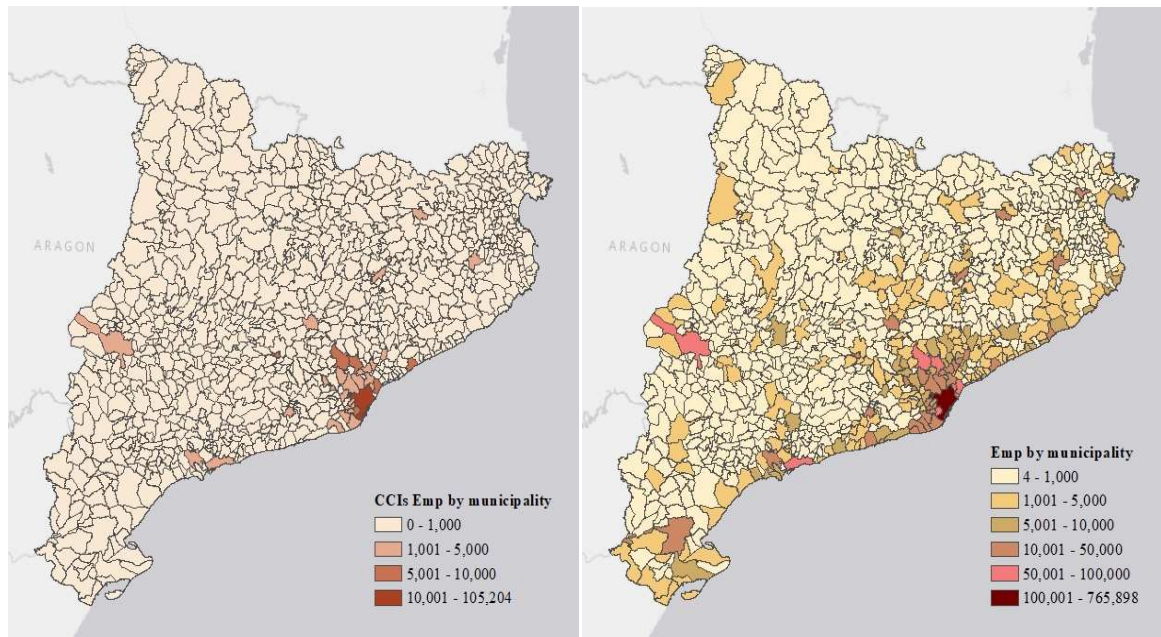 ARAGON
CCIs Emp by municipality
0 - 1,000
1,001 - 5,000
5,001 - 10,000
10,001 - 105,204
ARAGON
Emp by municipality
4 - 1,000
1,001 - 5,000
5,001 - 10,000
10,001 - 50,000
50,001 - 100,000
100,001 - 765,898